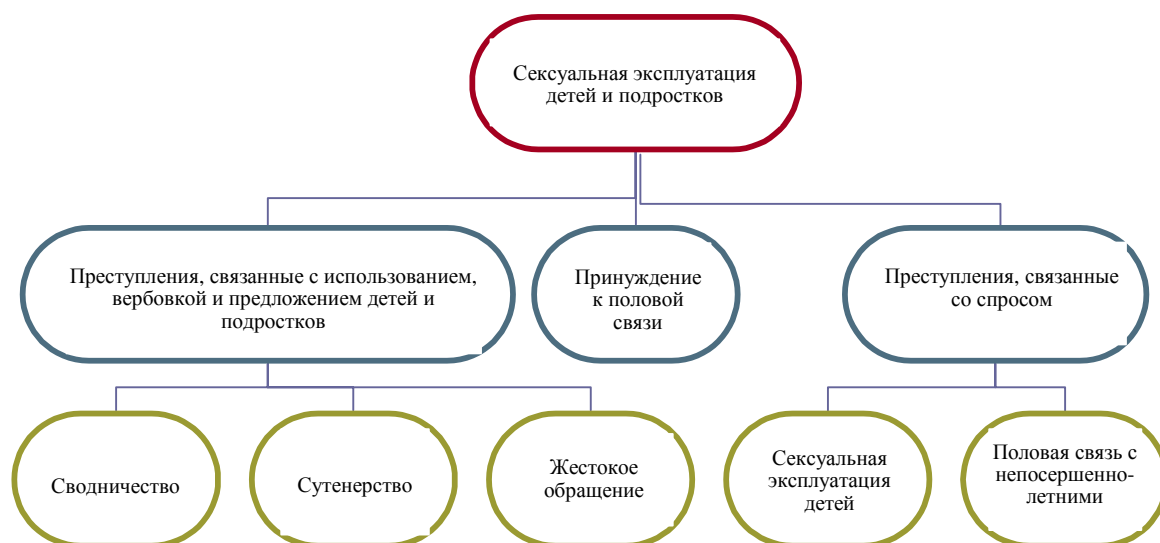 Сексуальная эксплуатация
детей и подростков
Преступления, связанные с использованием,
вербовкой и предложением детей и
подростков
Принуждение
к половой
связи
Преступления, связанные
со спросом
Сводничество
Сутенерство
Жестокое
обращение
Сексуальная
эксплуатация
детей
Половая связь с
непосершенно-
летними